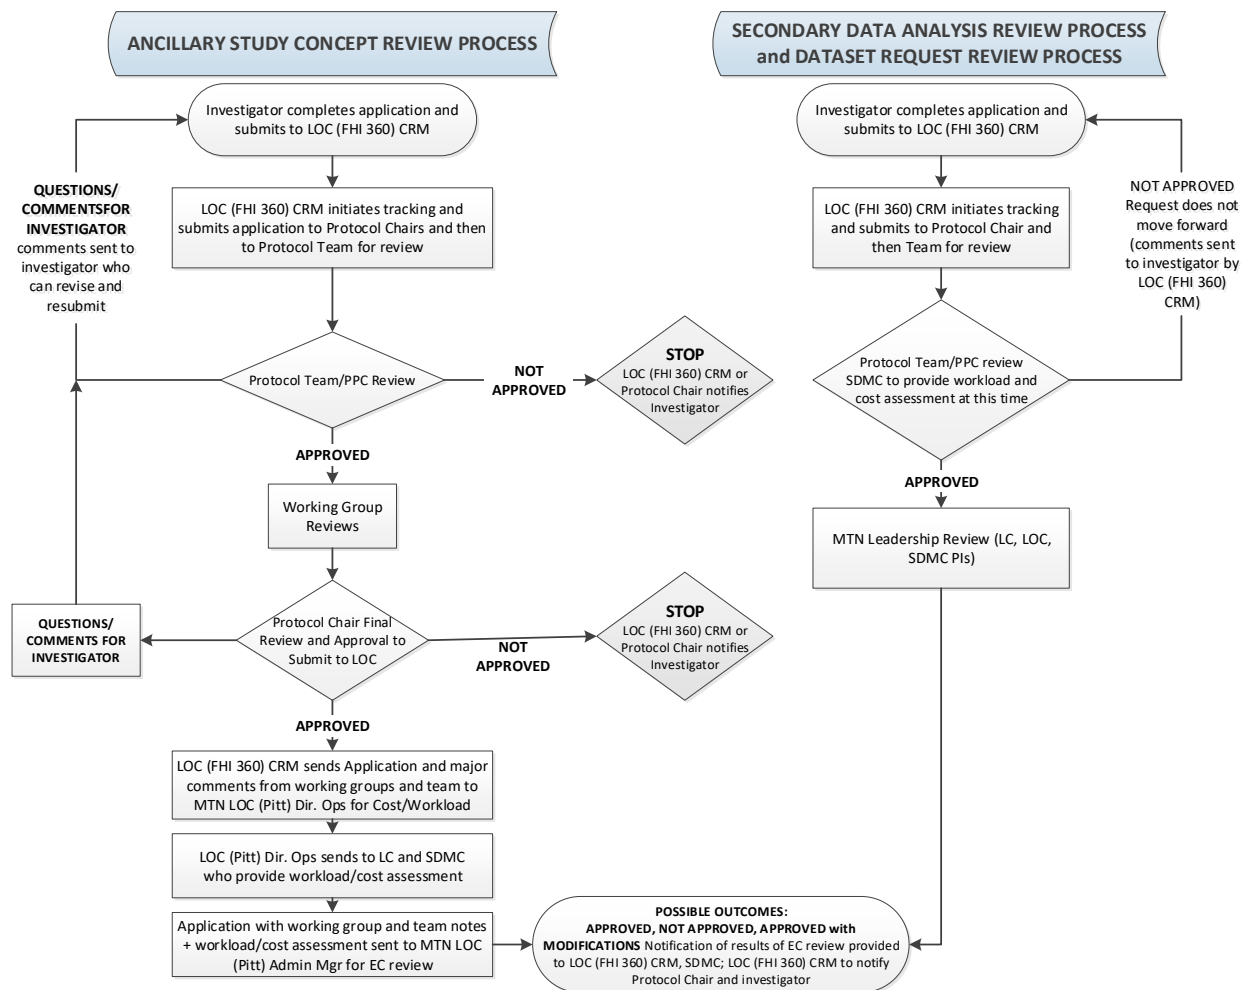 ANCILLARY STUDY CONCEPT REVIEW PROCESS
Investigator completes application and
submits to LOC (FHI 360) CRM
QUESTIONS/
COMMENTSFOR
INVESTIGATOR
comments sent to
investigator who
can revise and
resubmit
LOC (FHI 360) CRM initiates tracking and
submits application to Protocol Chairs and then
to Protocol Team for review
Protocol Team/PPC Review
NOT
APPROVED
STOP
LOC (FHI 360) CRM or
Protocol Chair notifies
Investigator
APPROVED
Working Group
Reviews
QUESTIONS/
COMMENTS FOR
INVESTIGATOR
Protocol Chair Final
Review and Approval to
Submit to LOC
NOT
APPROVED
STOP
LOC (FHI 360) CRM or
Protocol Chair notifies
Investigator
APPROVED
LOC (FHI 360) CRM sends Application and major
comments from working groups and team to
MTN LOC (Pitt) Dir. Ops for Cost/Workload
LOC (Pitt) Dir. Ops sends to LC and SDMC
who provide workload/cost assessment
Application with working group and team notes
+ workload/cost assessment sent to MTN LOC
(Pitt) Admin Mgr for EC review
SECONDARY DATA ANALYSIS REVIEW PROCESS
and DATASET REQUEST REVIEW PROCESS
Investigator completes application and
submits to LOC (FHI 360) CRM
NOT APPROVED
Request does not
move forward
(comments sent
to investigator by
LOC (FHI 360)
CRM)
LOC (FHI 360) CRM initiates tracking
and submits to Protocol Chair and
then Team for review
Protocol Team/PPC review
SDMC to provide workload and
cost assessment at this time
APPROVED
MTN Leadership Review (LC, LOC,
SDMC PIs)
POSSIBLE OUTCOMES:
APPROVED, NOT APPROVED, APPROVED with
MODIFICATIONS Notification of results of EC review provided
to LOC (FHI 360) CRM, SDMC; LOC (FHI 360) CRM to notify
Protocol Chair and investigator